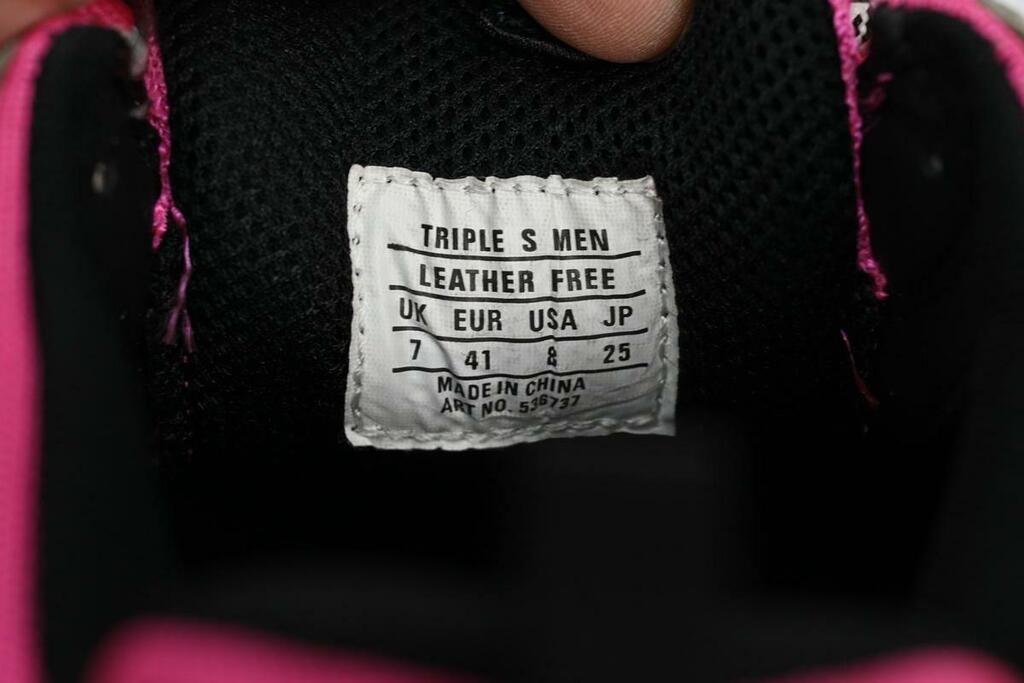 TRIPLE S MEN
LEATHER FREE
UK EUR USA JP
7 41 8 25
MADE IN CHINA
ART NO. 536737